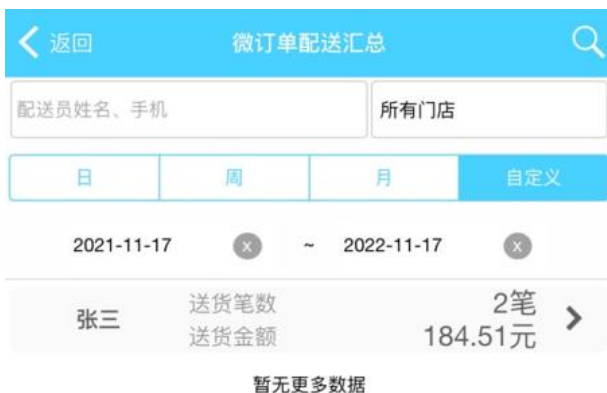 返回 微订单配送汇总
配送员姓名、手机 所有门店
日 周 月 自定义
2021-11-17 x ~ 2022-11-17 x
张三 送货笔数 2笔
送货金额 184.51元
暂无更多数据